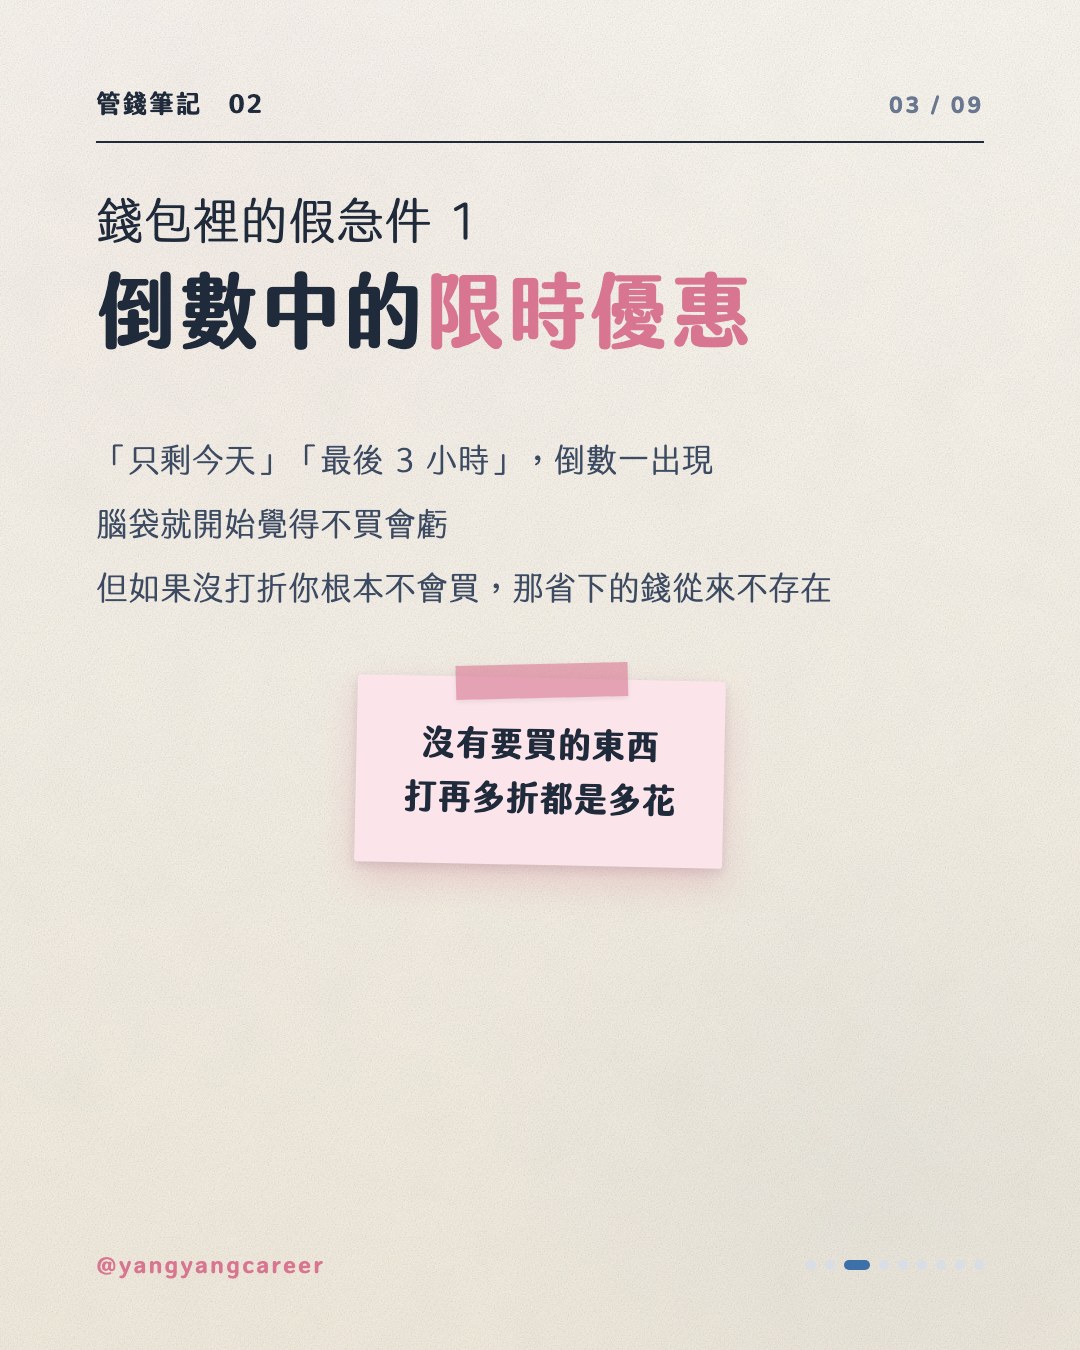 管錢筆記 02
03 / 09
錢包裡的假急件 1
倒數中的限時優惠
「只剩今天」「最後 3 小時」，倒數一出現
腦袋就開始覺得不買會虧
但如果沒打折你根本不會買，那省下的錢從來不存在
沒有要買的東西
打再多折都是多花
@yangyangcareer